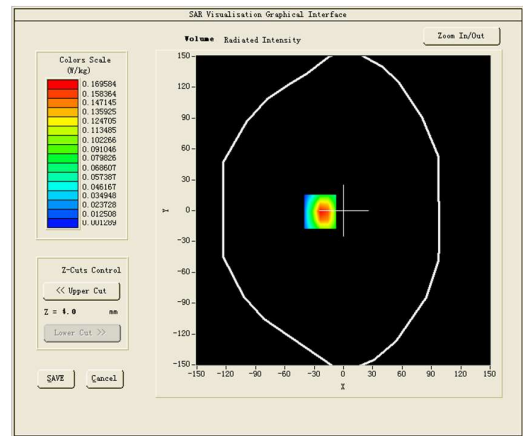 SAR Visualisation Graphical Interface
Volume Radiated Intensity
Zoom In/Out
Colors Scale
(W/kg)
0.169584
0.158364
0.147145
0.135925
0.124705
0.113485
0.102266
0.091046
0.079826
0.068607
0.057387
0.046167
0.034948
0.023728
0.012508
0.001289
Z-Cuts Control
<< Upper Cut
Z = 4.0 mm
Lower Cut >>
SAVE Cancel
150
120
90
60
30
0
-30
-60
-90
-120
-150
Y
-150 -120 -90 -60 -30 0 30 60 90 120 150
X